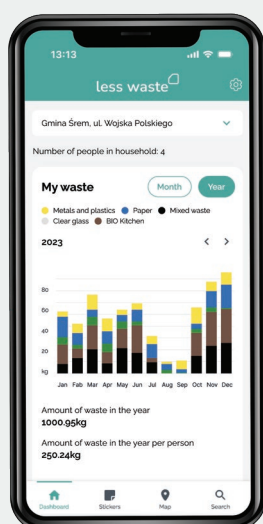 13:13
less waste
Gmina Śrem, ul. Wojska Polskiego
Number of people in household: 4
My waste
Month
Year
Metals and plastics
Paper
Mixed waste
Clear glass
BIO Kitchen
2023
< >
80
60
40
20
kg
Jan Feb Mar Apr May Jun Jul Aug Sep Oct Nov Dec
Amount of waste in the year
1000.95kg
Amount of waste in the year per person
250.24kg
Dashboard
Stickers
Map
Search